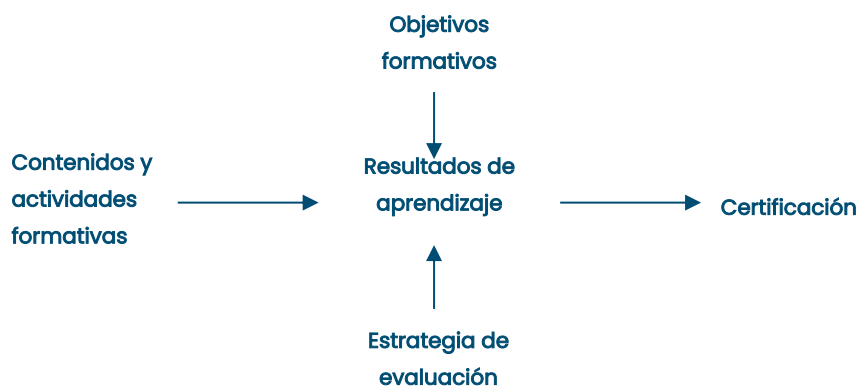 Objetivos
formativos
Contenidos y
actividades
formativas
Resultados de
aprendizaje
Certificación
Estrategia de
evaluación